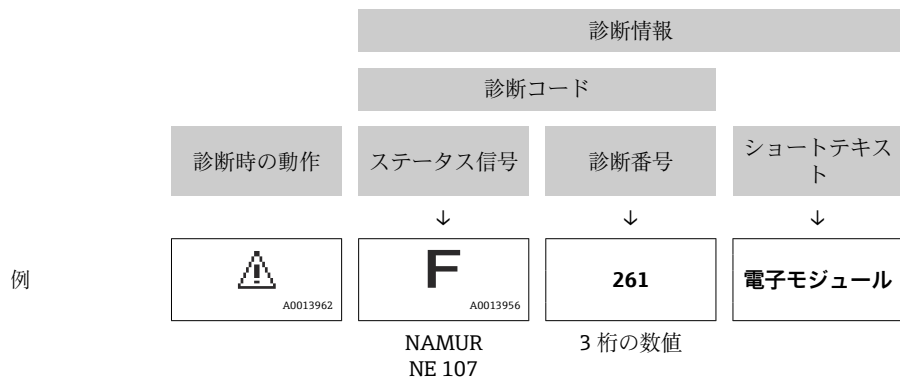 診断情報
診断コード
診断時の動作
ステータス信号
診断番号
ショートテキス
ト
例
A0013962
F
A0013956
261
電子モジュール
NAMUR
NE 107
3 桁の数値